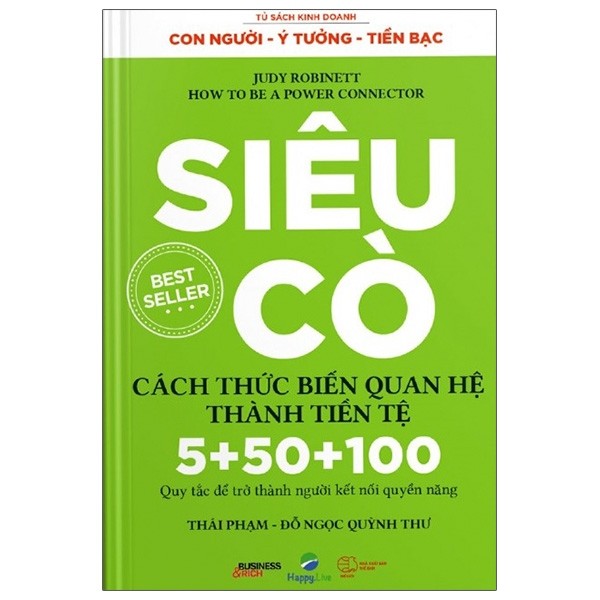 TỦ SÁCH KINH DOANH
CON NGƯỜI - Ý TƯỞNG - TIỀN BẠC
JUDY ROBINETT
HOW TO BE A POWER CONNECTOR
SIÊU
CÒ
BEST
SELLER
CÁCH THỨC BIẾN QUAN HỆ
THÀNH TIỀN TỆ
5+50+100
Quy tắc để trở thành người kết nối quyền năng
THÁI PHẠM - ĐỖ NGỌC QUỲNH THƯ
BUSINESS
&RICH
Happy.Live